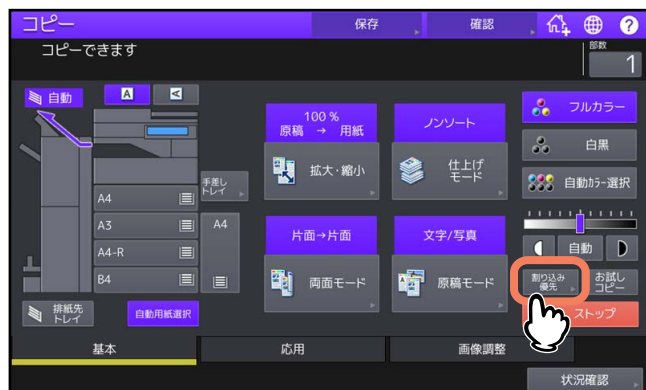 コピー
保存
確認
コピーできます
部数
1
自動
A
A
100 %
原稿 → 用紙
拡大・縮小
ノンソート
仕上げ
モード
フルカラー
白黒
自動カラー選択
手差し
トレイ
A4
A3
A4-R
B4
A4
片面→片面
両面モード
文字/写真
原稿モード
自動
割り込み
優先
お試し
コピー
ストップ
排紙先
トレイ
自動用紙選択
基本
応用
画像調整
状況確認